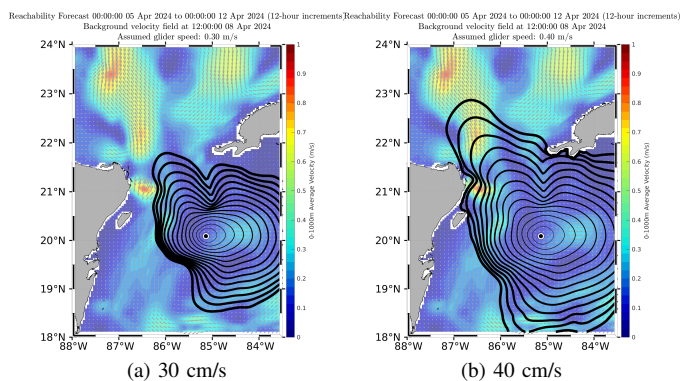 Reachability Forecast 00:00:00 05 Apr 2024 to 00:00:00 12 Apr 2024 (12-hour increments)
Background velocity field at 12:00:00 08 Apr 2024
Assumed glider speed: 0.30 m/s
24°N
23°N
22°N
21°N
20°N
19°N
18°N
88°W 87°W 86°W 85°W 84°W
1
0.9
0.8
0.7
0.6
0.5
0.4
0.3
0.2
0.1
0
0-1000m Average Velocity (m/s)
(a) 30 cm/s
Reachability Forecast 00:00:00 05 Apr 2024 to 00:00:00 12 Apr 2024 (12-hour increments)
Background velocity field at 12:00:00 08 Apr 2024
Assumed glider speed: 0.40 m/s
24°N
23°N
22°N
21°N
20°N
19°N
18°N
88°W 87°W 86°W 85°W 84°W
1
0.9
0.8
0.7
0.6
0.5
0.4
0.3
0.2
0.1
0
0-1000m Average Velocity (m/s)
(b) 40 cm/s